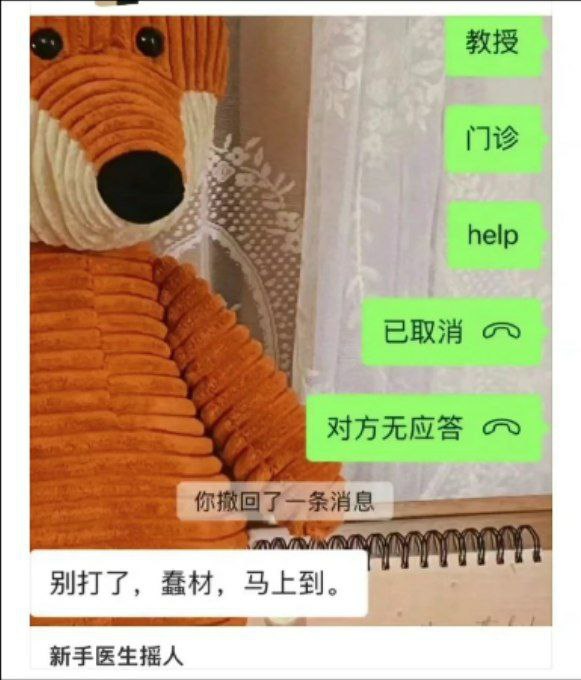 教授
门诊
help
已取消
对方无应答
你撤回了一条消息
别打了，蠢材，马上到。
新手医生摇人